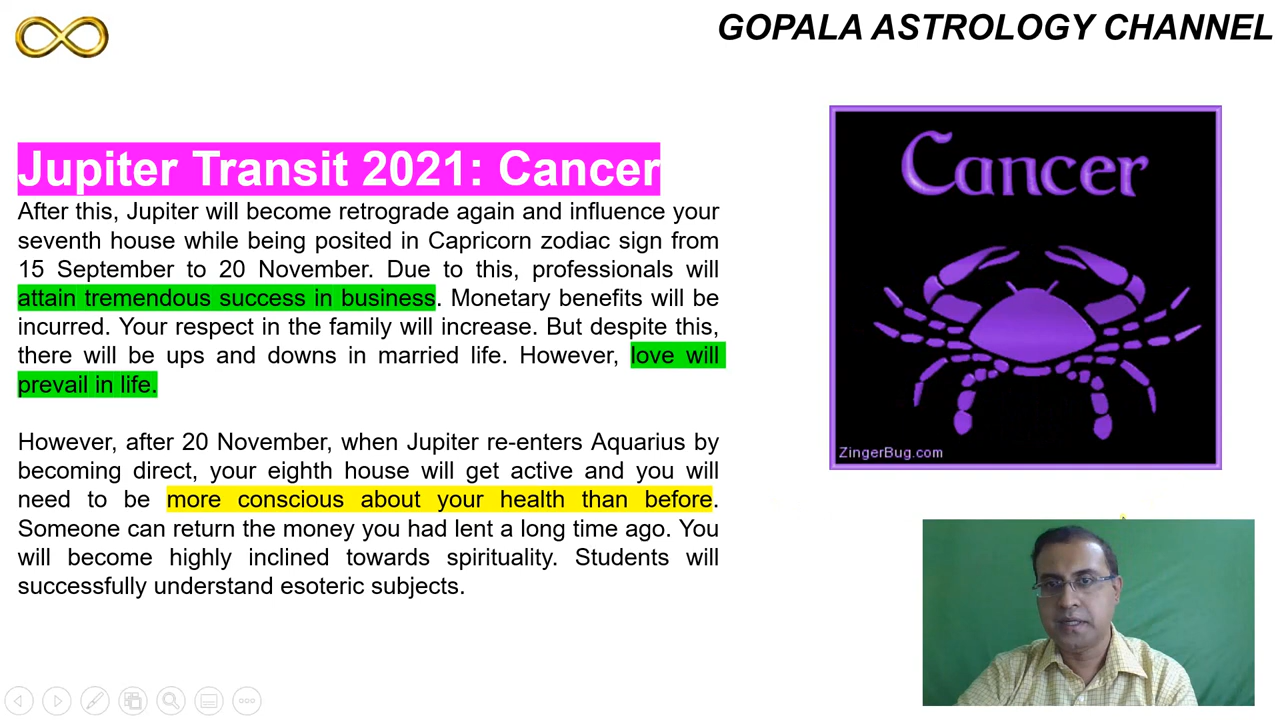 GOPALA ASTROLOGY CHANNEL
Jupiter Transit 2021: Cancer
After this, Jupiter will become retrograde again and influence your
seventh house while being posited in Capricorn zodiac sign from
15 September to 20 November. Due to this, professionals will
attain tremendous success in business. Monetary benefits will be
incurred. Your respect in the family will increase. But despite this,
there will be ups and downs in married life. However, love will
prevail in life.
However, after 20 November, when Jupiter re-enters Aquarius by
becoming direct, your eighth house will get active and you will
need to be more conscious about your health than before.
Someone can return the money you had lent a long time ago. You
will become highly inclined towards spirituality. Students will
successfully understand esoteric subjects.
Cancer
ZingerBug.com